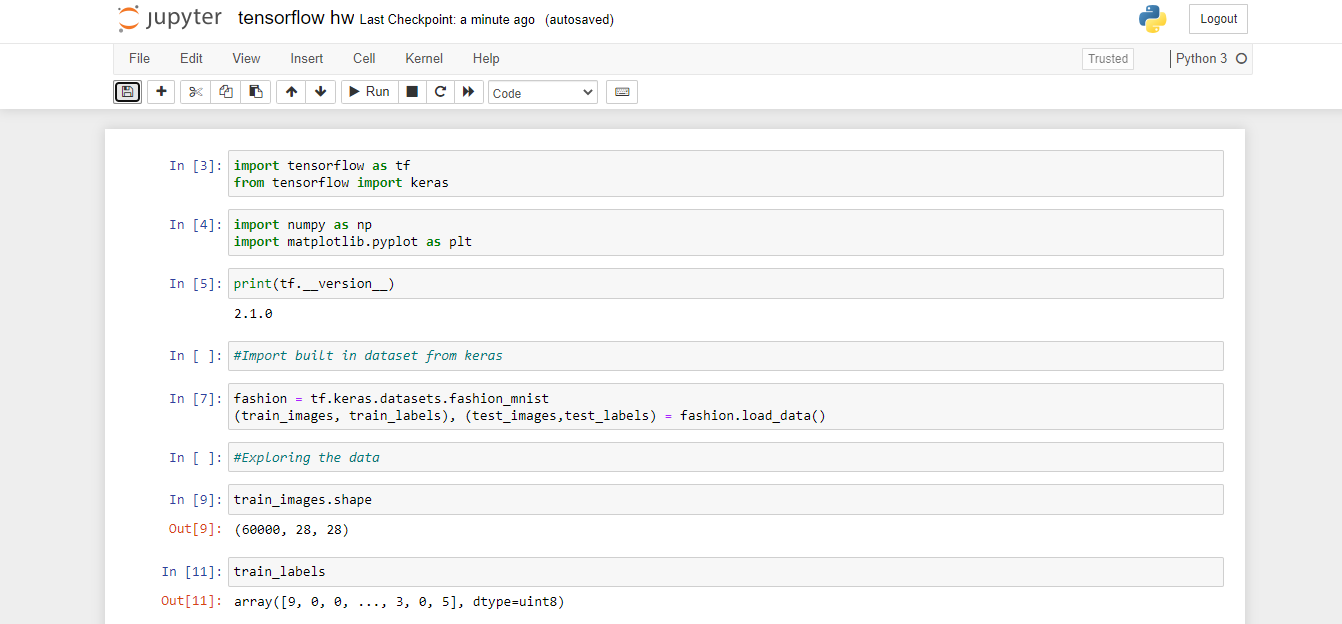 jupyter tensorflow hw Last Checkpoint: a minute ago (autosaved) Logout
File Edit View Insert Cell Kernel Help Trusted Python 3
Run Code
In [3]: import tensorflow as tf
from tensorflow import keras
In [4]: import numpy as np
import matplotlib.pyplot as plt
In [5]: print(tf.__version__)
2.1.0
In [ ]: #Import built in dataset from keras
In [7]: fashion = tf.keras.datasets.fashion_mnist
(train_images, train_labels), (test_images,test_labels) = fashion.load_data()
In [ ]: #Exploring the data
In [9]: train_images.shape
Out[9]: (60000, 28, 28)
In [11]: train_labels
Out[11]: array([9, 0, 0, ..., 3, 0, 5], dtype=uint8)